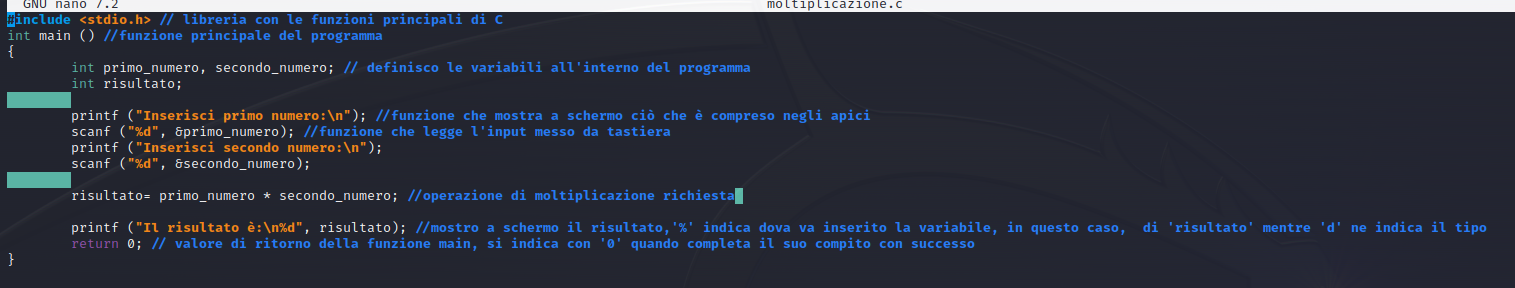 GNU nano 7.2 moltiplicazione.c
#include <stdio.h> // libreria con le funzioni principali di C
int main () //funzione principale del programma
{
int primo_numero, secondo_numero; // definisco le variabili all'interno del programma
int risultato;
printf ("Inserisci primo numero:\n"); //funzione che mostra a schermo ciò che è compreso negli apici
scanf ("%d", &primo_numero); //funzione che legge l'input messo da tastiera
printf ("Inserisci secondo numero:\n");
scanf ("%d", &secondo_numero);
risultato= primo_numero * secondo_numero; //operazione di moltiplicazione richiesta
printf ("Il risultato è:\n%d", risultato); //mostro a schermo il risultato,'%' indica dova va inserito la variabile, in questo caso,  di 'risultato' mentre 'd' ne indica il tipo
return 0; // valore di ritorno della funzione main, si indica con '0' quando completa il suo compito con successo
}